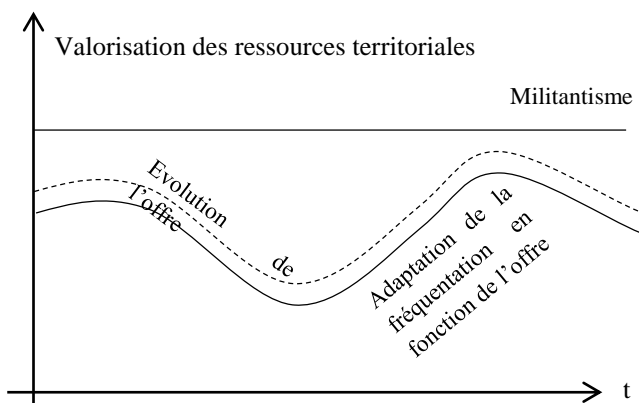 Valorisation des ressources territoriales
Militantisme
Evolution de
l'offre
Adaptation de la
fréquentation en
fonction de l'offre
t